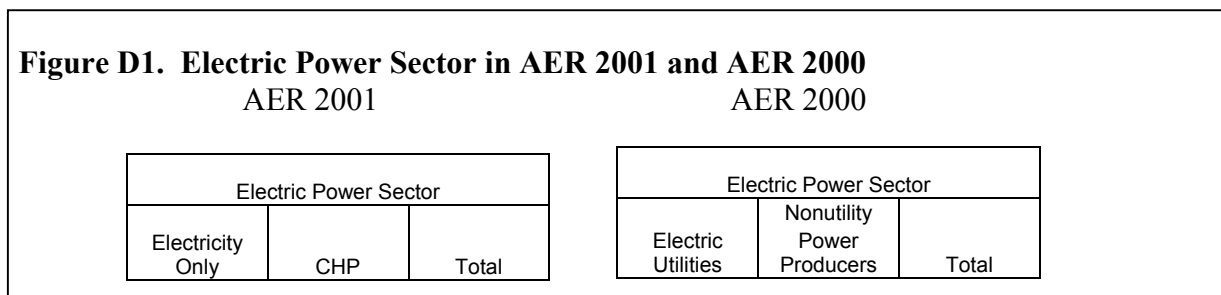 Figure D1. Electric Power Sector in AER 2001 and AER 2000
AER 2001 AER 2000
Electric Power Sector
Electricity
Only
CHP
Total
Electric Power Sector
Electric
Utilities
Nonutility
Power
Producers
Total